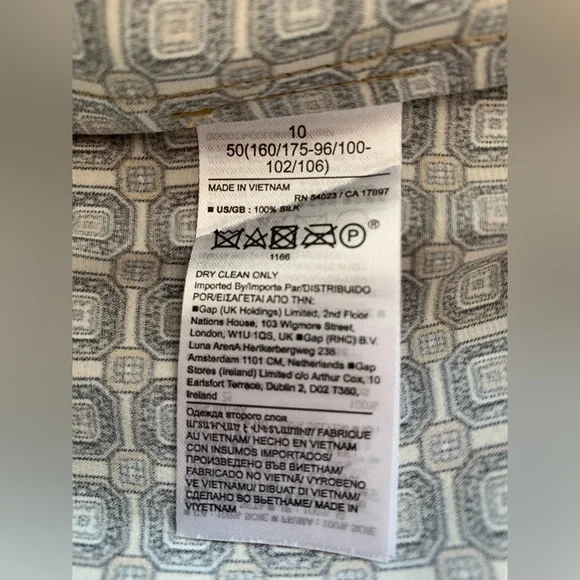 10
50(160/175-96/100-
102/106)
MADE IN VIETNAM
RN 54023 / CA 17897
■ US/GB : 100% SILK
P ®
1166
DRY CLEAN ONLY
Imported By/Importe Par/DISTRIBUIDO
POR/ΕΙΣΑΓΕΤΑΙ ΑΠΟ ΤΗΝ:
■Gap (UK Holdings) Limited, 2nd Floor
Nations House, 103 Wigmore Street,
London, W1U 1QS, UK ■Gap (RHC) B.V.
Luna ArenA Herikerbergweg 238
Amsterdam 1101 CM, Netherlands ■Gap
Stores (Ireland) Limited c/o Arthur Cox, 10
Earlsfort Terrace, Dublin 2, D02 T380,
Ireland
Одежда второго слоя
ԱՐՏԱԴՐՎԱԾ Է ՎԻԵՏՆԱՄՈՒՄ/ FABRIQUE
AU VIETNAM/ HECHO EN VIETNAM
CON INSUMOS IMPORTADOS/
ПРОИЗВЕДЕНО ВЬВ ВИЕТНАМ/
FABRICADO NO VIETNÃ/ VYROBENO
VE VIETNAMU/ DIBUAT DI VIETNAM/
СДЕЛАНО ВО ВЬЕТНАМЕ/ MADE IN
VIYETNAM